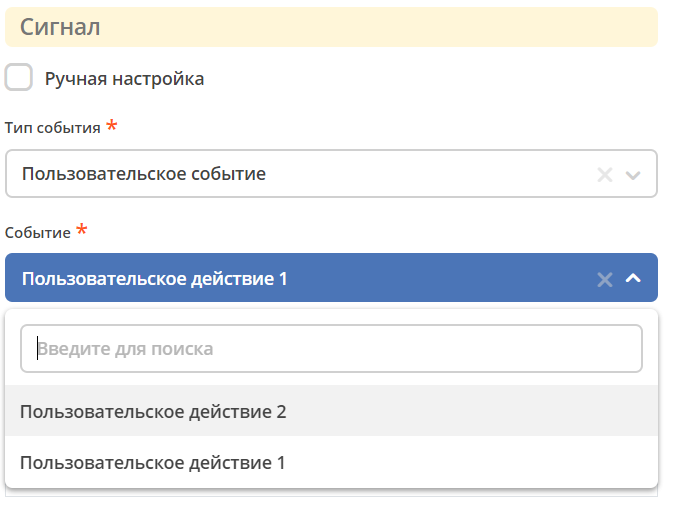 Сигнал
Ручная настройка
Тип события *
Пользовательское событие
Событие *
Пользовательское действие 1
Введите для поиска
Пользовательское действие 2
Пользовательское действие 1